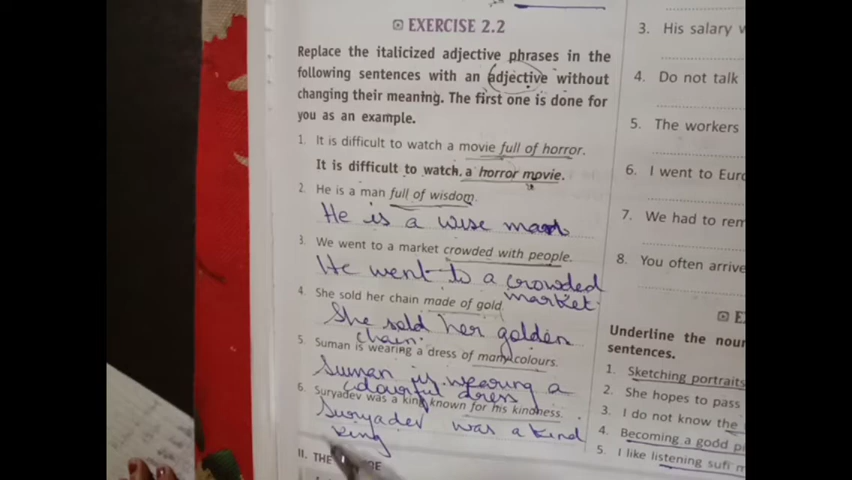 EXERCISE 2.2
Replace the italicized adjective phrases in the
following sentences with an adjective without
changing their meaning. The first one is done for
you as an example.
1. It is difficult to watch a movie full of horror.
It is difficult to watch a horror movie.
2. He is a man full of wisdom.
He is a wise man
3. We went to a market crowded with people.
He went to a crowded
market.
4. She sold her chain made of gold
She sold her golden
chain.
5. Suman is wearing a dress of many colours.
Suman is wearing a
colourful dress
6. Suryadev was a king known for his kindness.
Suryadev was a kind
king
II. THE
3. His salary
4. Do not talk
5. The workers
6. I went to
7. We had to
8. You often arrive
Underline the
sentences.
1. Sketching portraits
2. She hopes to pass
3. I do not know the
4. Becoming a good
5. I like listening sufi